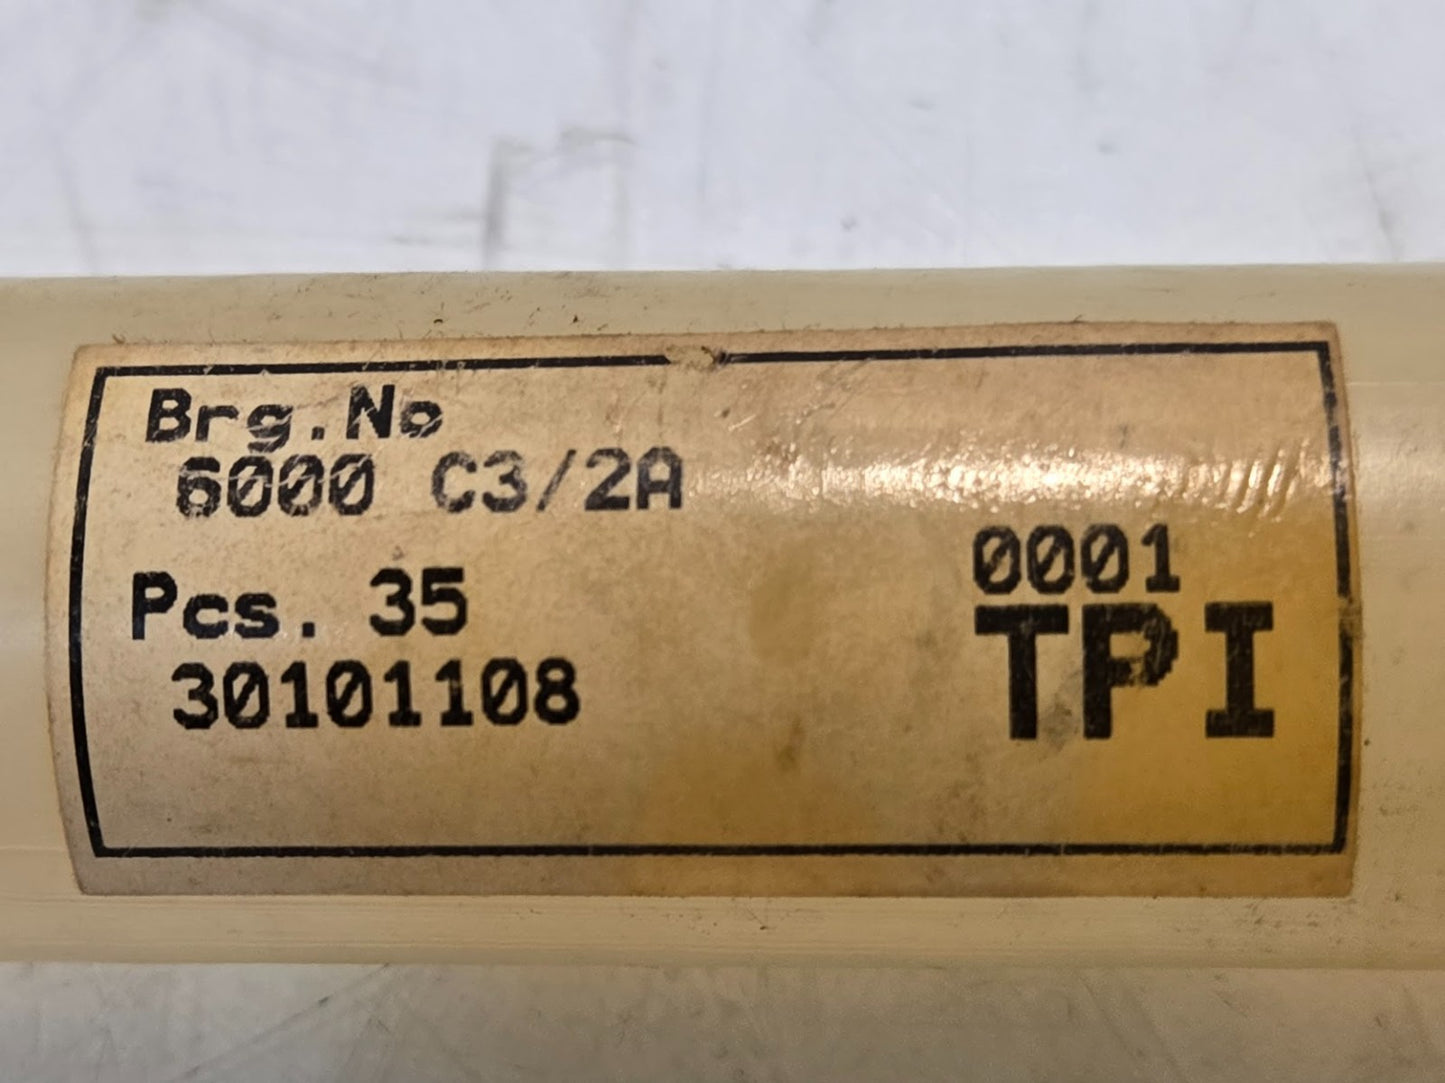 Brg.No
6000 C3/2A
Pcs. 35
30101108
0001
TPI